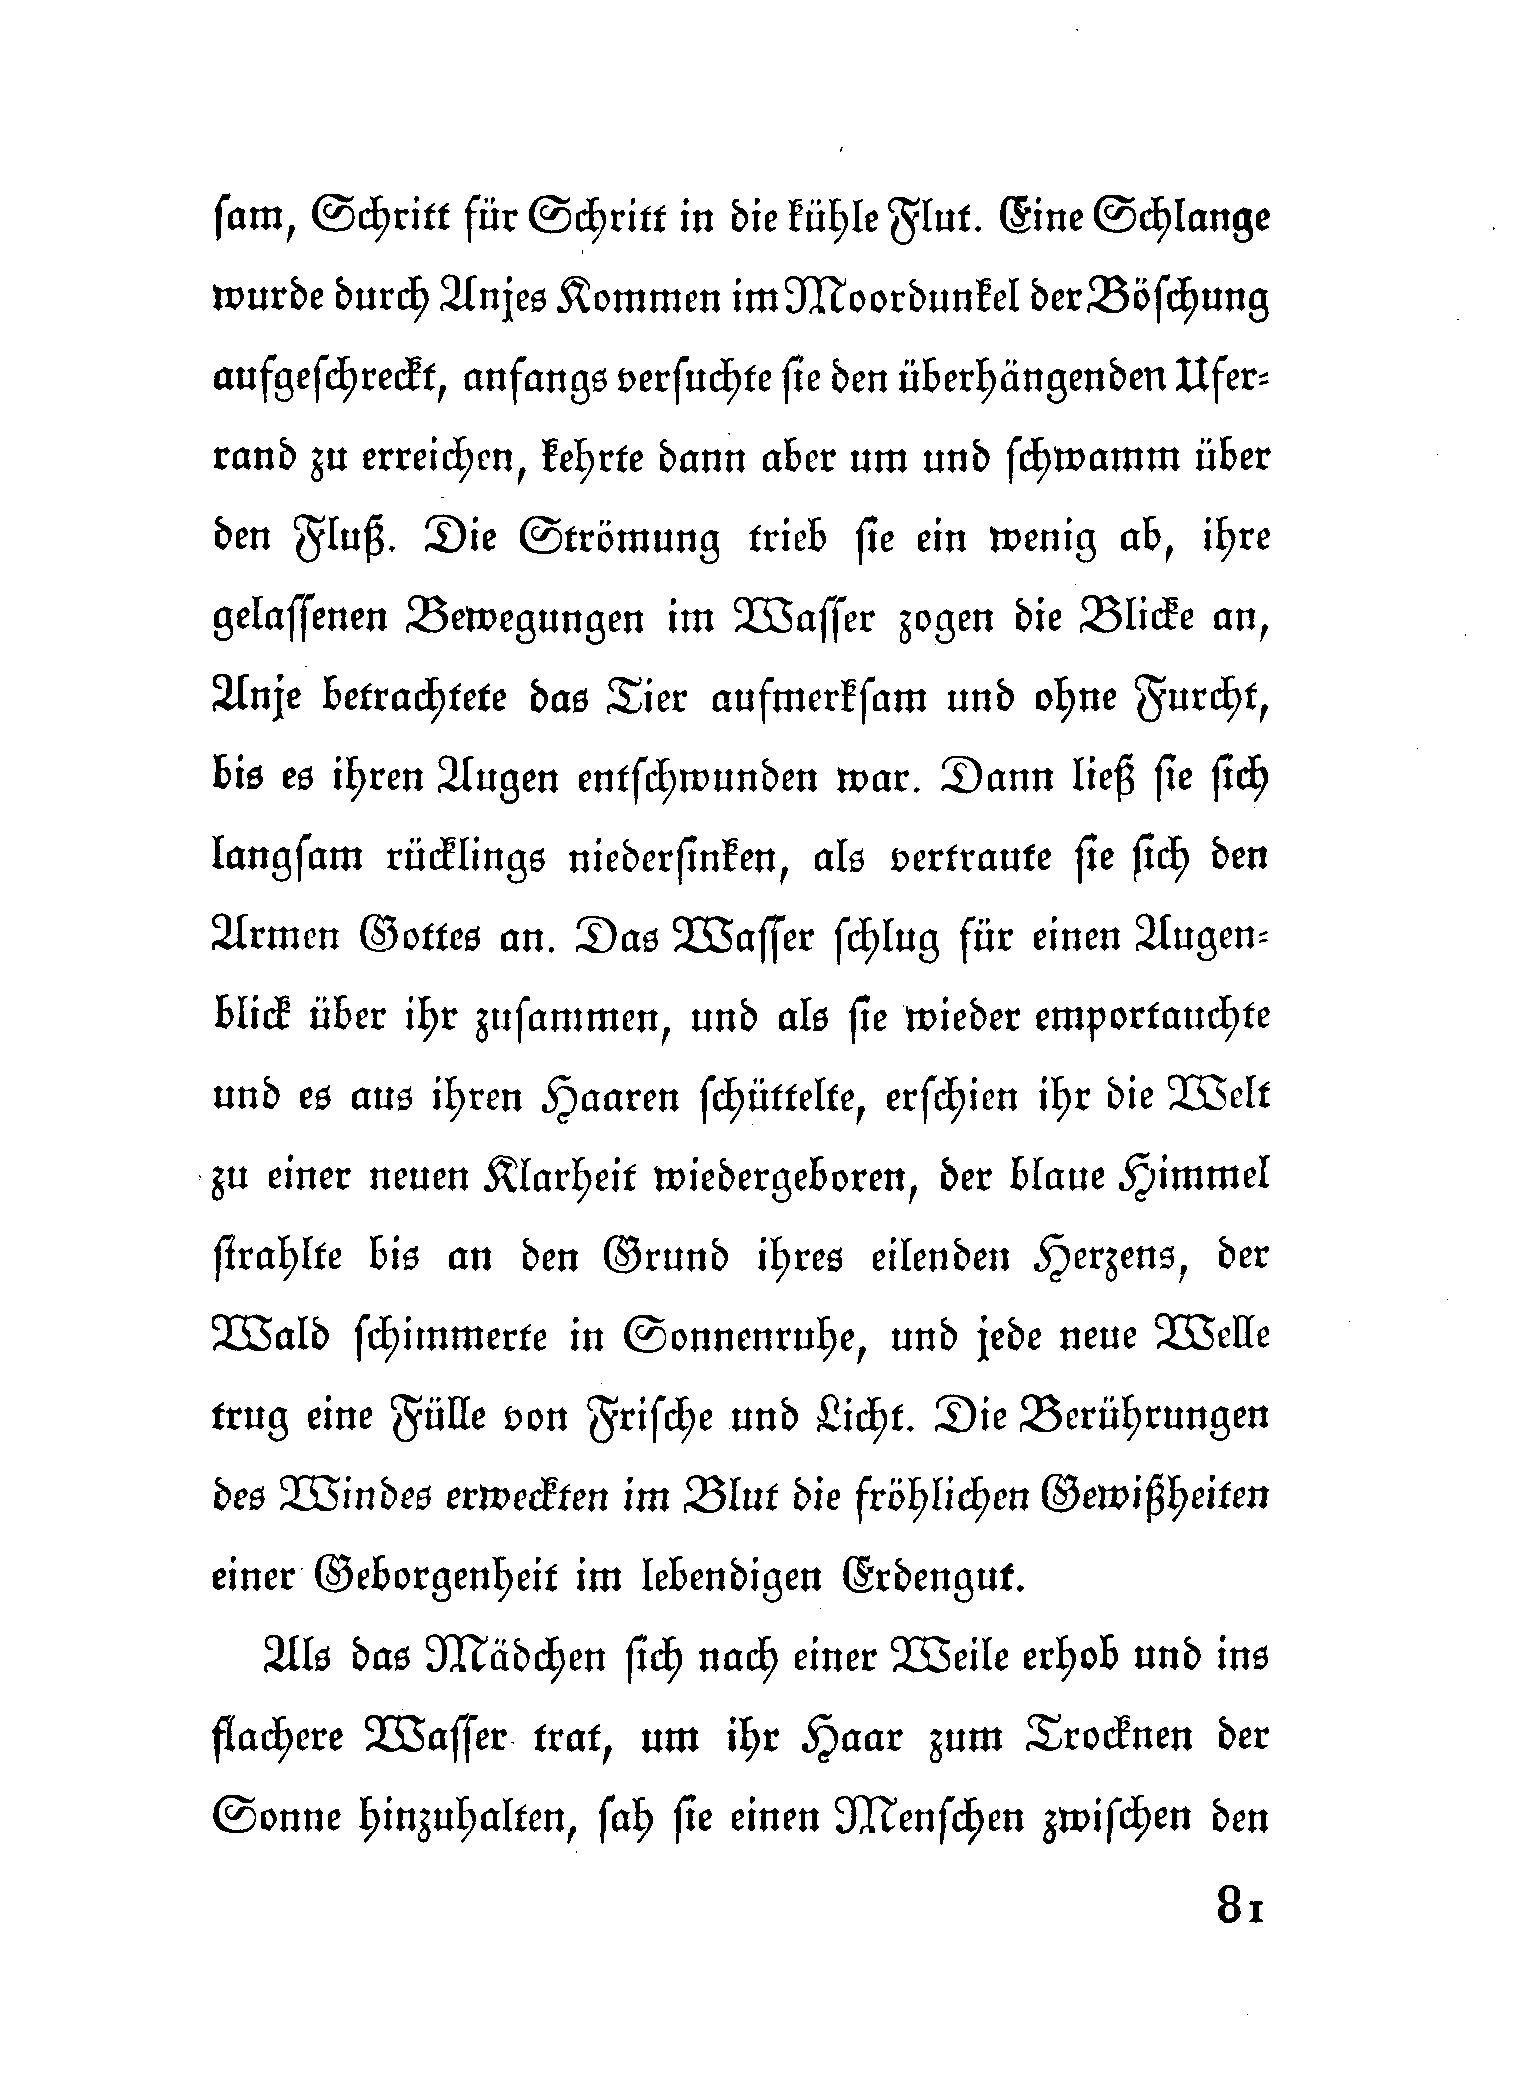 sam, Schritt für Schritt in die kühle Flut. Eine Schlange
wurde durch Anjes Kommen im Moordunkel der Böschung
aufgeschreckt, anfangs versuchte sie den überhängenden Ufer-
rand zu erreichen, kehrte dann aber um und schwamm über
den Fluß. Die Strömung trieb sie ein wenig ab, ihre
gelassenen Bewegungen im Wasser zogen die Blicke an,
Anje betrachtete das Tier aufmerksam und ohne Furcht,
bis es ihren Augen entschwunden war. Dann ließ sie sich
langsam rücklings niedersinken, als vertraute sie sich den
Armen Gottes an. Das Wasser schlug für einen Augen-
blick über ihr zusammen, und als sie wieder emportauchte
und es aus ihren Haaren schüttelte, erschien ihr die Welt
zu einer neuen Klarheit wiedergeboren, der blaue Himmel
strahlte bis an den Grund ihres eilenden Herzens, der
Wald schimmerte in Sonnenruhe, und jede neue Welle
trug eine Fülle von Frische und Licht. Die Berührungen
des Windes erweckten im Blut die fröhlichen Gewißheiten
einer Geborgenheit im lebendigen Erdengut.
Als das Mädchen sich nach einer Weile erhob und ins
flachere Wasser trat, um ihr Haar zum Trocknen der
Sonne hinzuhalten, sah sie einen Menschen zwischen den
81